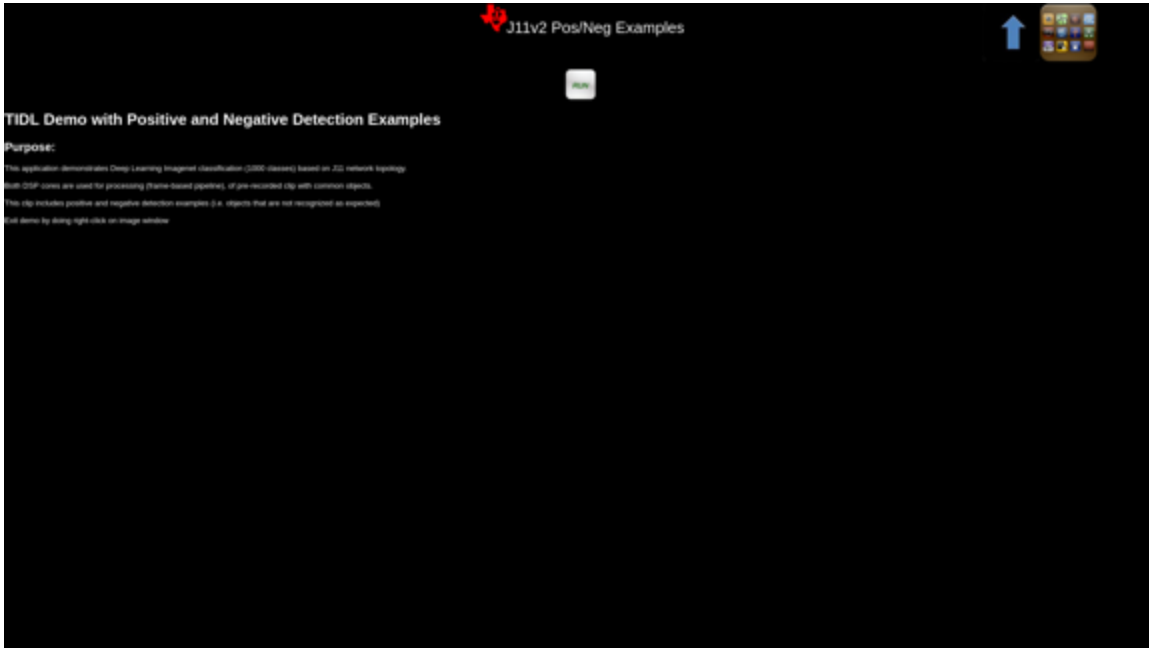 J11v2 Pos/Neg Examples
RUN
TIDL Demo with Positive and Negative Detection Examples
Purpose:
This application demonstrates Deep Learning Imagenet classification (1000 classes) based on J11 network topology.
Both DSP cores are used for processing (frame-based pipeline), of pre-recorded clip with common objects.
This clip includes positive and negative detection examples (i.e. objects that are not recognized as expected)
Exit demo by doing right-click on image window